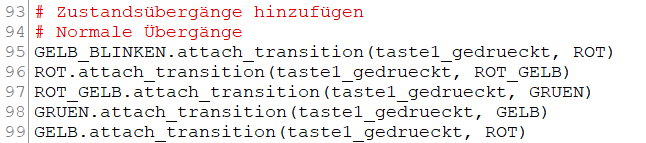 93 # Zustandsübergänge hinzufügen
94 # Normale Übergänge
95 GELB_BLINKEN.attach_transition(taste1_gedrueckt, ROT)
96 ROT.attach_transition(taste1_gedrueckt, ROT_GELB)
97 ROT_GELB.attach_transition(taste1_gedrueckt, GRUEN)
98 GRUEN.attach_transition(taste1_gedrueckt, GELB)
99 GELB.attach_transition(taste1_gedrueckt, ROT)